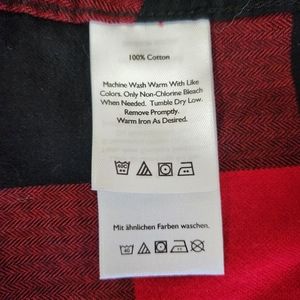 100% Cotton
Machine Wash Warm With Like
Colors. Only Non-Chlorine Bleach
When Needed. Tumble Dry Low.
Remove Promptly.
Warm Iron As Desired.
Mit ähnlichen Farben waschen.